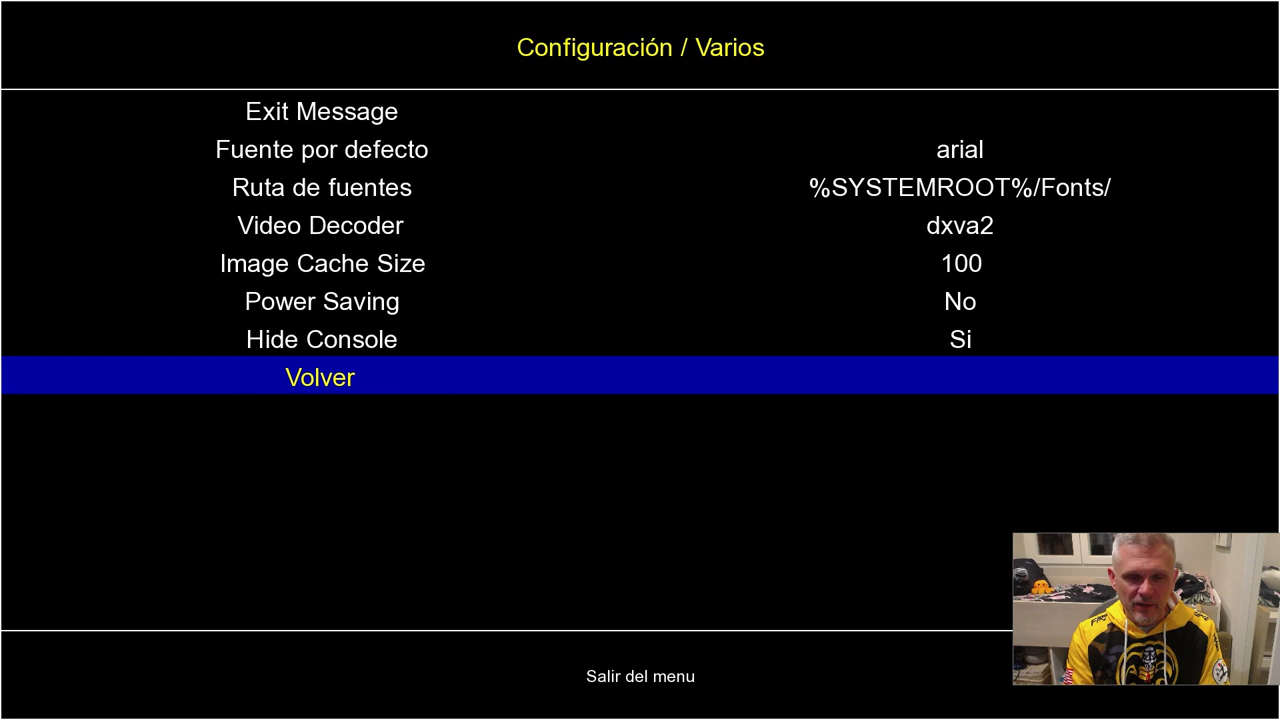 Configuración / Varios
Exit Message
Fuente por defecto arial
Ruta de fuentes %SYSTEMROOT%/Fonts/
Video Decoder dxva2
Image Cache Size 100
Power Saving No
Hide Console Si
Volver
Salir del menu